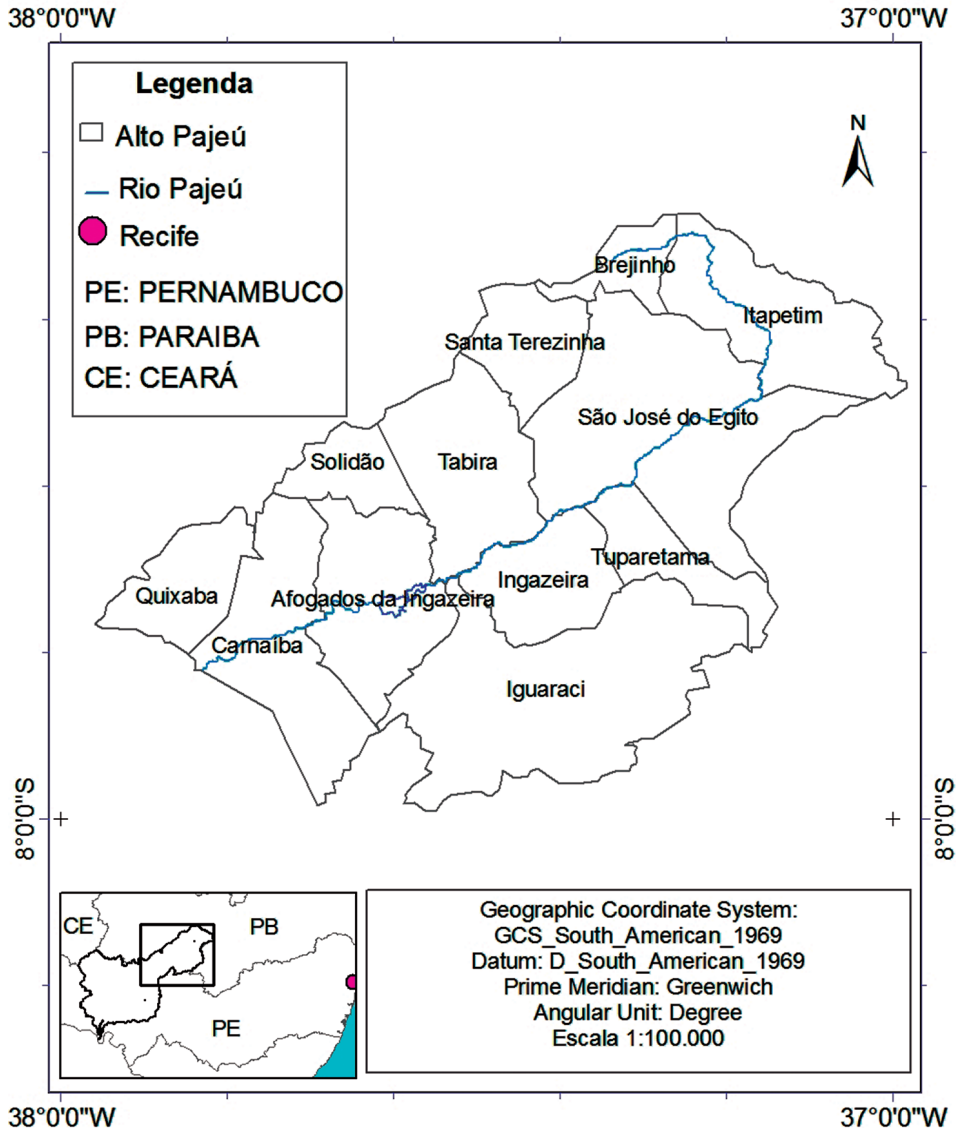 38°0'0"W
37°0'0"W
Legenda
Alto Pajeú
Rio Pajeú
Recife
PE: PERNAMBUCO
PB: PARAIBA
CE: CEARÁ
N
Brejinho
Itapetim
Santa Terezinha
São José do Egito
Solidão
Tabira
Tuparetama
Ingazeira
Quixaba
Afogados da Ingazeira
Carnaíba
Iguaraci
8°0'0"S
8°0'0"S
CE
PB
PE
Geographic Coordinate System:
GCS_South_American_1969
Datum: D_South_American_1969
Prime Meridian: Greenwich
Angular Unit: Degree
Escala 1:100.000
38°0'0"W
37°0'0"W